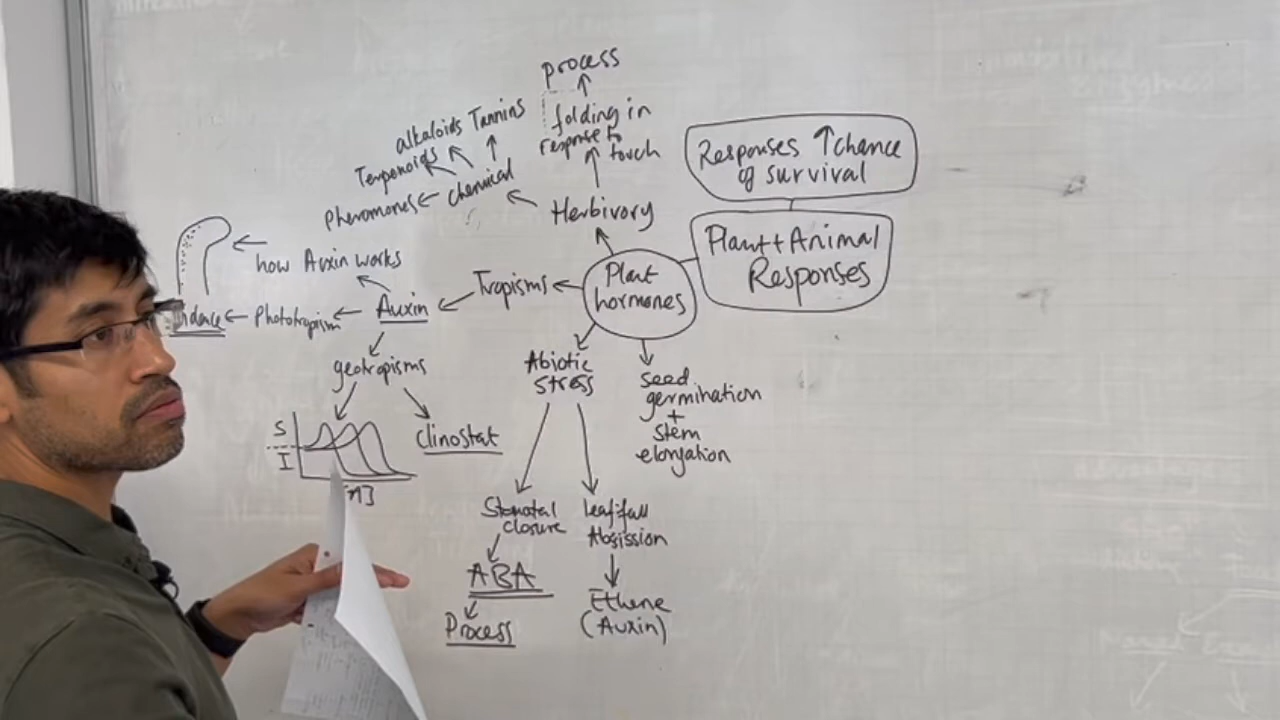 process
folding in
response to
touch
alkaloids Tannins
Terpenoids
Pheromones
chemical
Herbivory
Responses ↑ Chance
of survival
Plant + Animal
Responses
Plant
hormones
Tropisms
how Auxin works
Auxin
Phototropism
geotropisms
S
I
Clinostat
Abiotic
stress
Seed
germination
+
stem
elongation
Stomatal
closure
Leaf fall
Abscission
ABA
Process
Ethene
(Auxin)